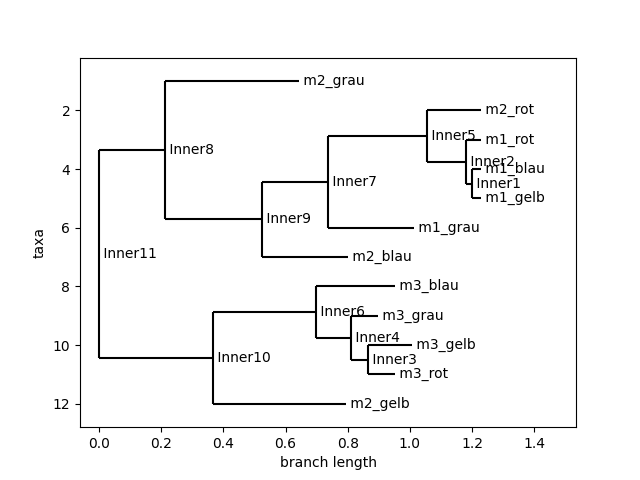 m2_grau
2
m2_rot
Inner5
m1_rot
Inner8
Inner2
4
m1_blau
Inner7
Inner1
m1_gelb
Inner9
6
m1_grau
taxa
Inner11
m2_blau
8
m3_blau
Inner6
m3_grau
Inner4
10
m3_gelb
Inner10
Inner3
m3_rot
12
m2_gelb
0.0 0.2 0.4 0.6 0.8 1.0 1.2 1.4
branch length